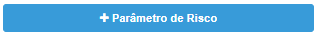 + Parâmetro de Risco